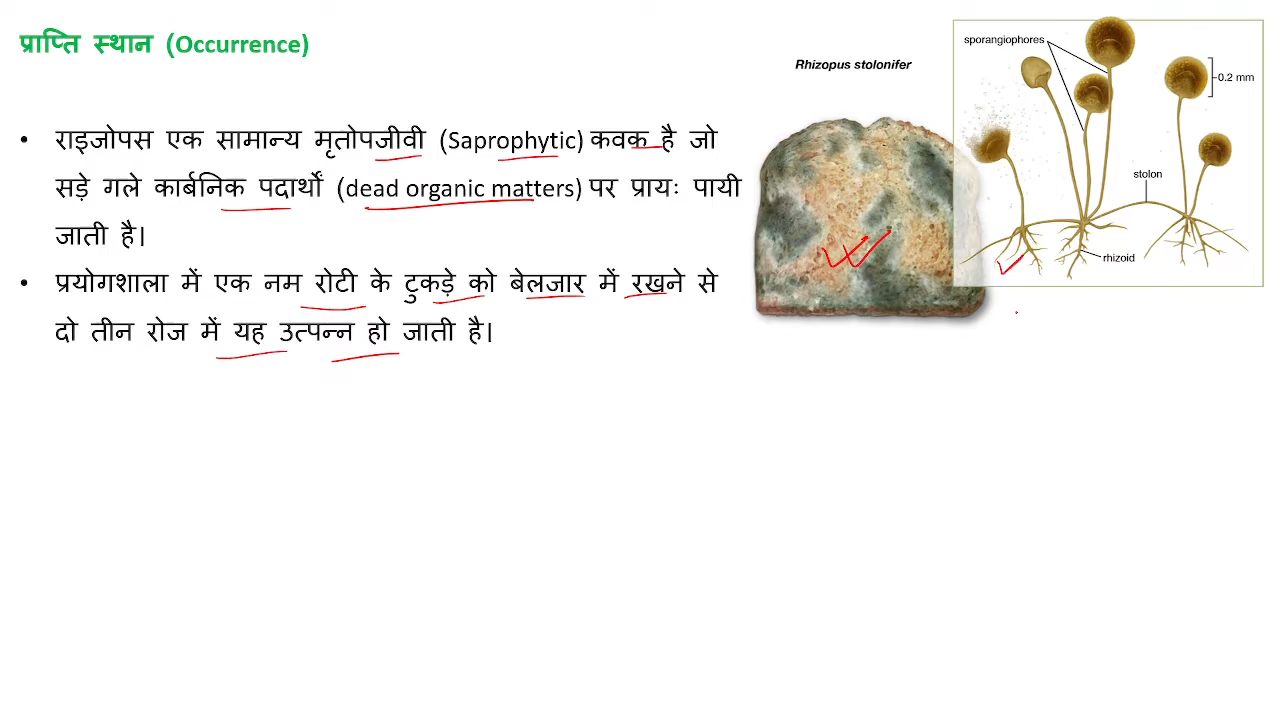 प्राप्ति स्थान (Occurrence)
• राइजोपस एक सामान्य मृतोपजीवी (Saprophytic) कवक है जो
सड़े गले कार्बनिक पदार्थों (dead organic matters) पर प्रायः पायी
जाती है।
• प्रयोगशाला में एक नम रोटी के टुकड़े को बेलजार में रखने से
दो तीन रोज में यह उत्पन्न हो जाती है।
Rhizopus stolonifer
sporangiophores
0.2 mm
stolon
rhizoid